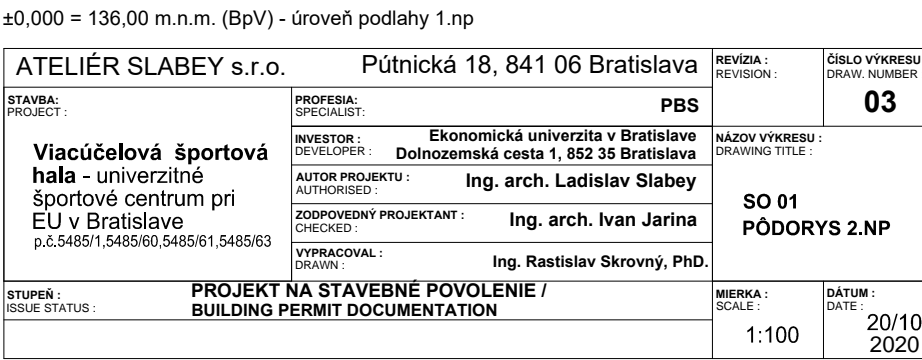 ±0,000 = 136,00 m.n.m. (BpV) - úroveň podlahy 1.np
ATELIÉR SLABEY s.r.o. Pútnická 18, 841 06 Bratislava
REVÍZIA :
REVISION :
ČÍSLO VÝKRESU
DRAW. NUMBER
03
STAVBA:
PROJECT :
Viacúčelová športová
hala - univerzitné
športové centrum pri
EU v Bratislave
p.č.5485/1,5485/60,5485/61,5485/63
PROFESIA:
SPECIALIST:
PBS
INVESTOR :
DEVELOPER :
Ekonomická univerzita v Bratislave
Dolnozemská cesta 1, 852 35 Bratislava
AUTOR PROJEKTU :
AUTHORISED :
Ing. arch. Ladislav Slabey
ZODPOVEDNÝ PROJEKTANT :
CHECKED :
Ing. arch. Ivan Jarina
VYPRACOVAL :
DRAWN :
Ing. Rastislav Skrovný, PhD.
NÁZOV VÝKRESU :
DRAWING TITLE :
SO 01
PÔDORYS 2.NP
STUPEŇ :
ISSUE STATUS :
PROJEKT NA STAVEBNÉ POVOLENIE /
BUILDING PERMIT DOCUMENTATION
MIERKA :
SCALE :
1:100
DÁTUM :
DATE :
20/10
2020